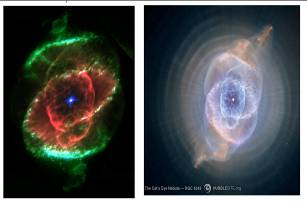 The Cat's Eye Nebula — NGC 6543 HUBBLESITE.org